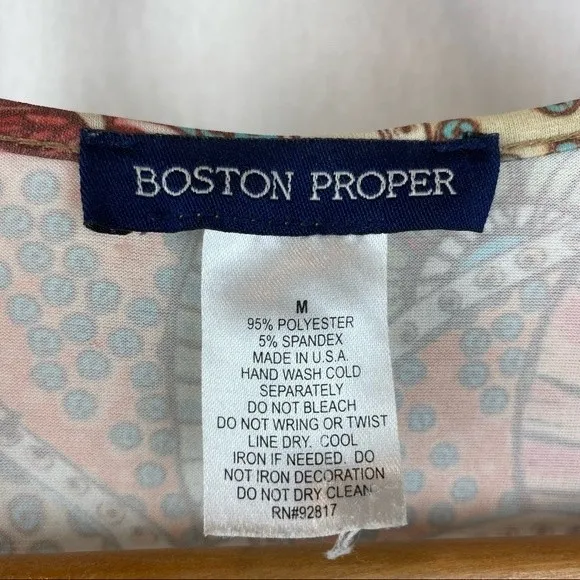 BOSTON PROPER
M
95% POLYESTER
5% SPANDEX
MADE IN U.S.A.
HAND WASH COLD
SEPARATELY
DO NOT BLEACH
DO NOT WRING OR TWIST
LINE DRY. COOL
IRON IF NEEDED. DO
NOT IRON DECORATION
DO NOT DRY CLEAN
RN#92817